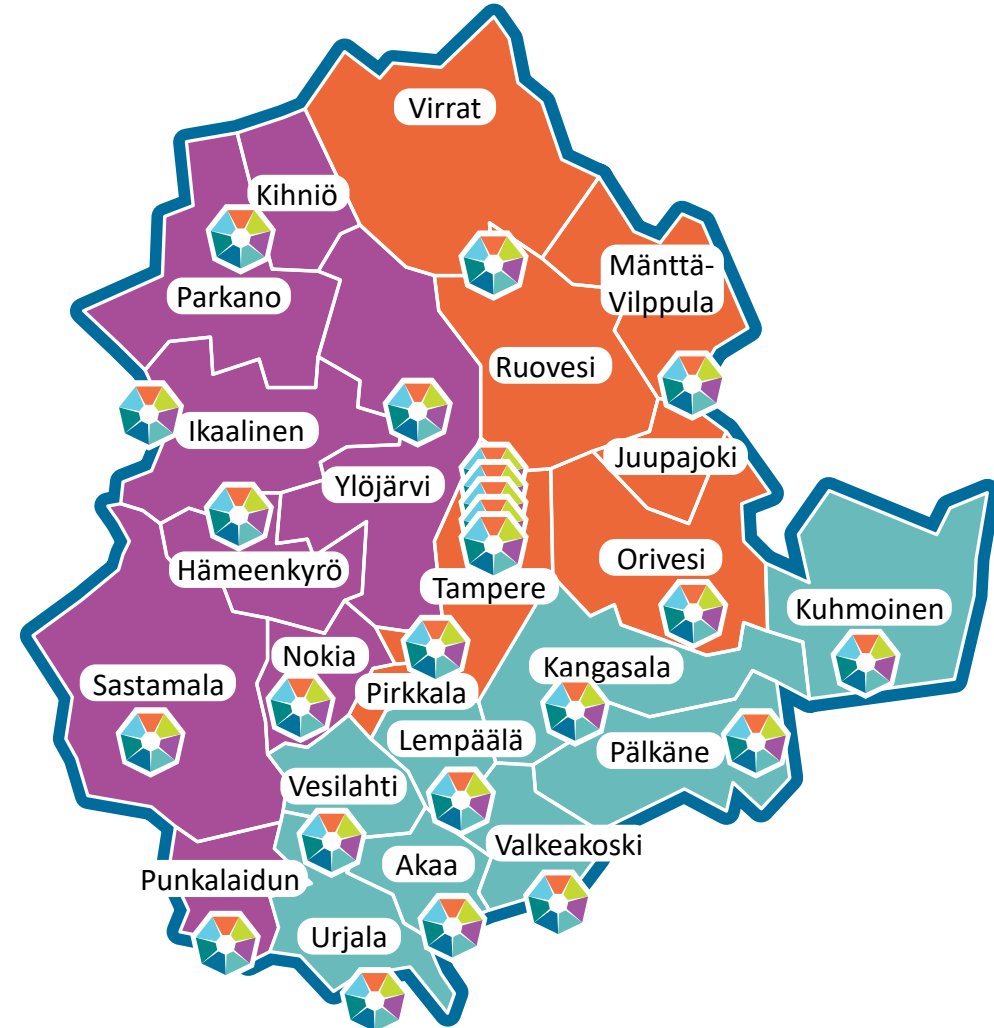 Virrat
Kihniö
Mänttä-
Vilppula
Parkano
Ruovesi
Ikaalinen
Juupajoki
Ylöjärvi
Hämeenkyrö
Orivesi
Tampere
Kuhmoinen
Nokia
Kangasala
Sastamala
Pirkkala
Lempäälä
Pälkäne
Vesilahti
Valkeakoski
Akaa
Punkalaidun
Urjala